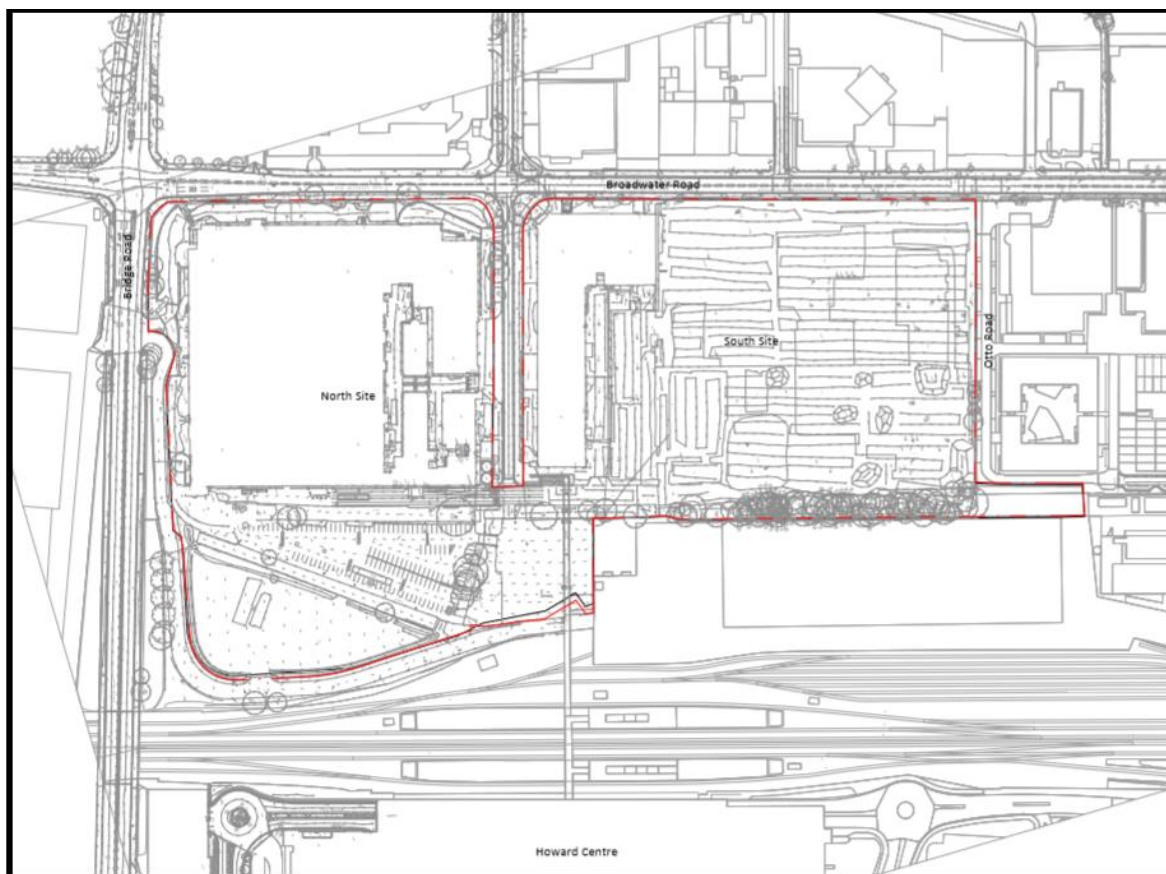 Broadwater Road
Bridge Road
South Site
Otto Road
North Site
Howard Centre